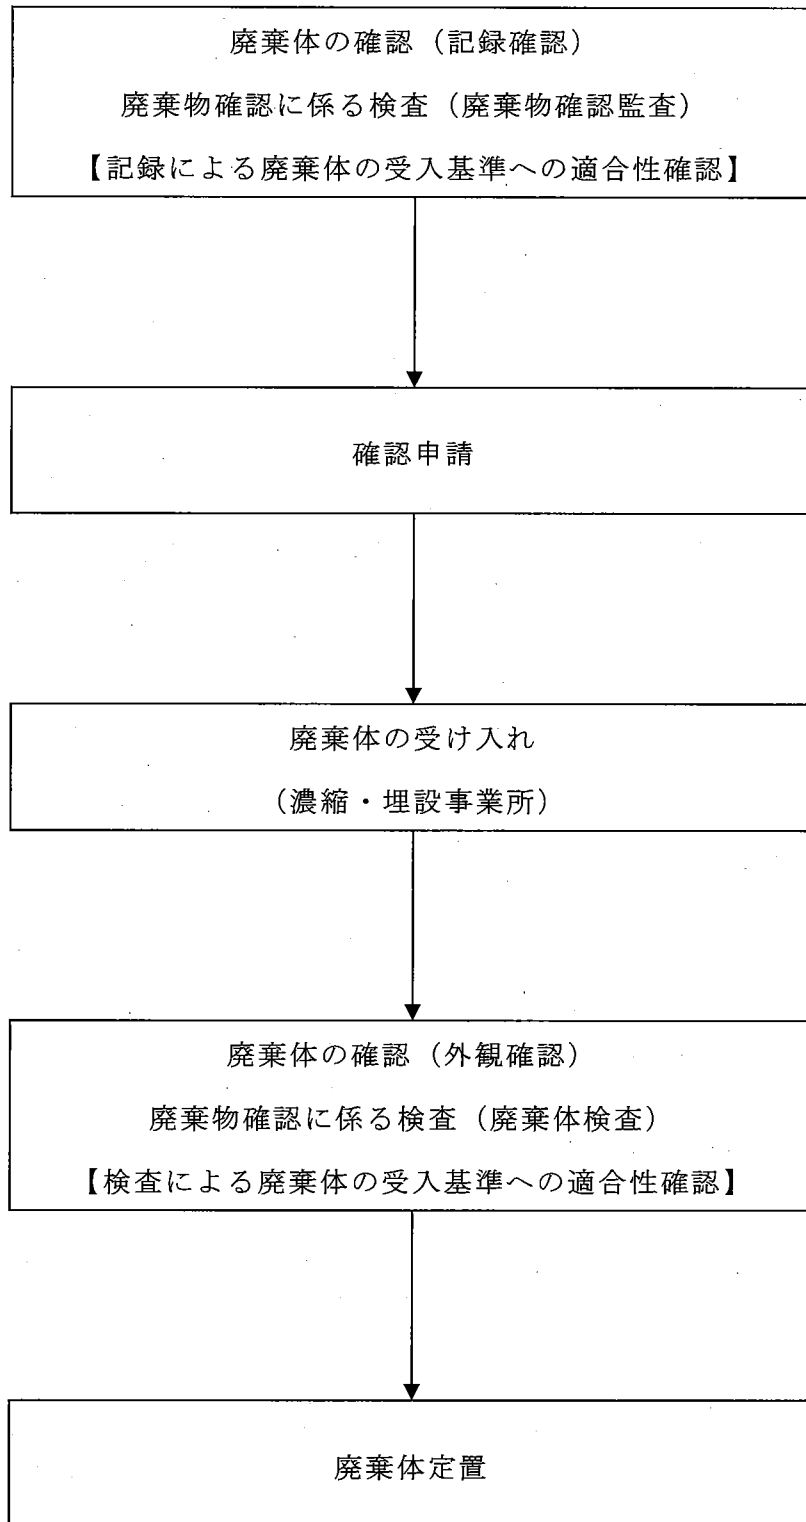 廃棄体の確認（記録確認）
廃棄物確認に係る検査（廃棄物確認監査）
【記録による廃棄体の受入基準への適合性確認】
確認申請
廃棄体の受け入れ
（濃縮・埋設事業所）
廃棄体の確認（外観確認）
廃棄物確認に係る検査（廃棄体検査）
【検査による廃棄体の受入基準への適合性確認】
廃棄体定置